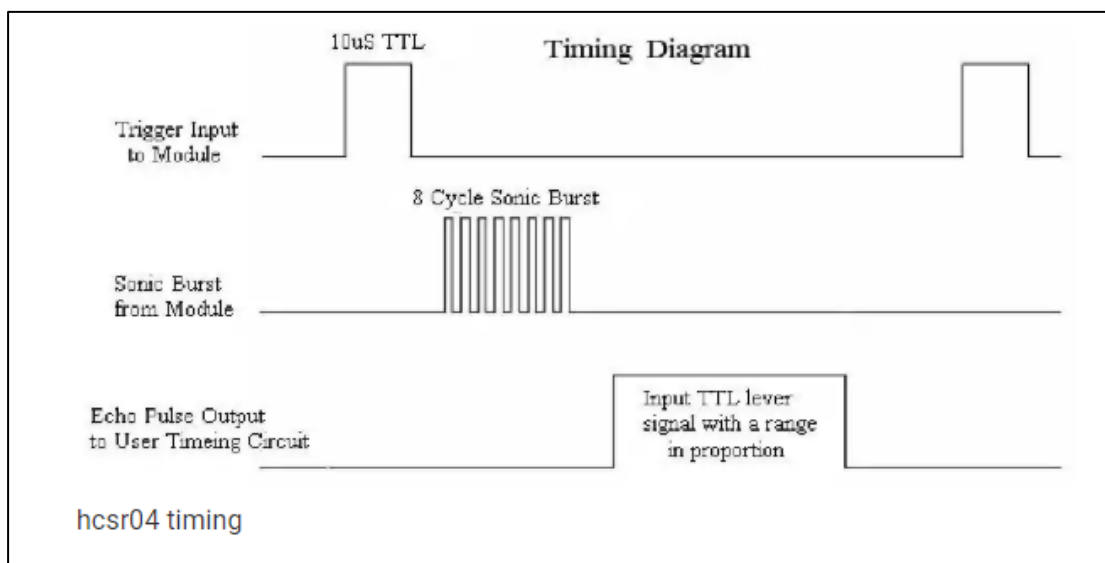 10uS TTL
Timing Diagram
Trigger Input
to Module
8 Cycle Sonic Burst
Sonic Burst
from Module
Echo Pulse Output
to User Timeing Circuit
Input TTL lever
signal with a range
in proportion
hcsr04 timing